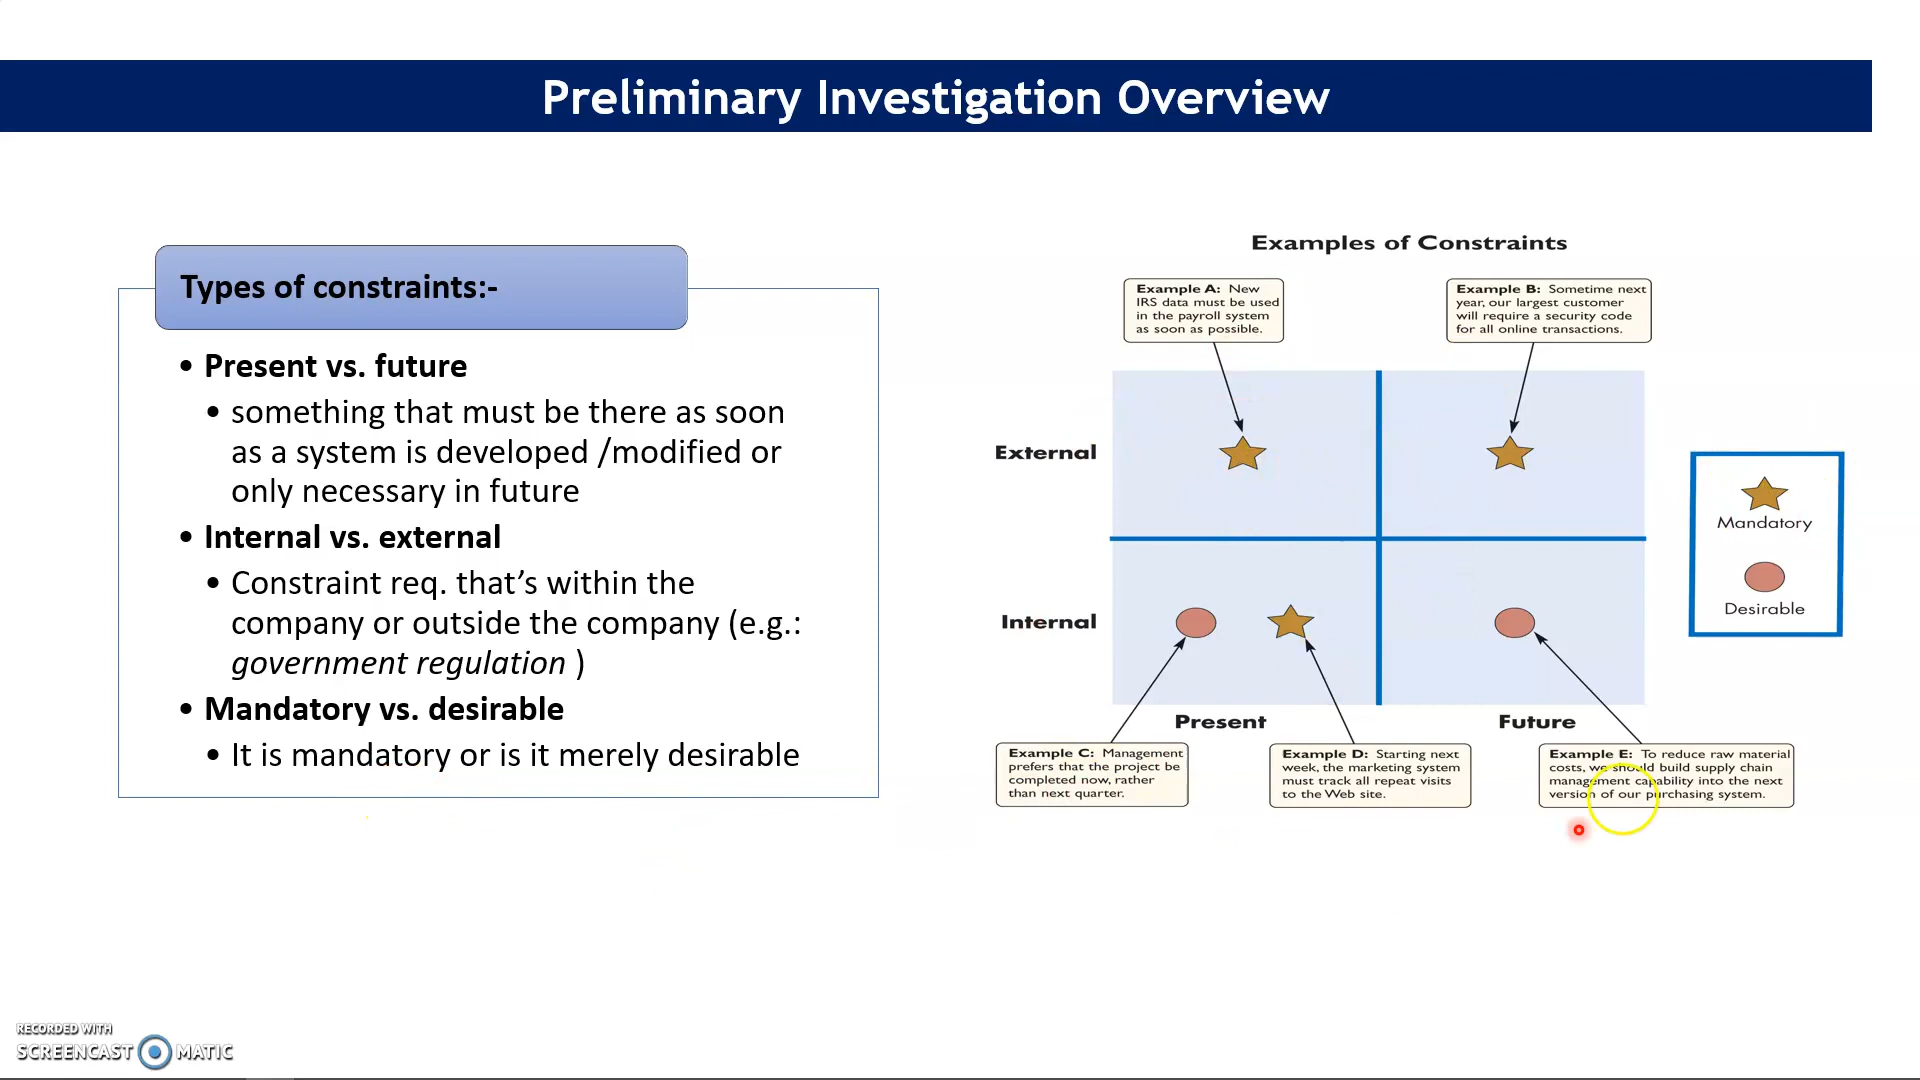 Preliminary Investigation Overview
Types of constraints:-
• Present vs. future
• something that must be there as soon
as a system is developed /modified or
only necessary in future
• Internal vs. external
• Constraint req. that’s within the
company or outside the company (e.g.:
government regulation )
• Mandatory vs. desirable
• It is mandatory or is it merely desirable
Examples of Constraints
Example A: New
IRS data must be used
in the payroll system
as soon as possible.
Example B: Sometime next
year, our largest customer
will require a security code
for all online transactions.
External
Internal
Present
Future
Mandatory
Desirable
Example C: Management
prefers that the project be
completed now, rather
than next quarter.
Example D: Starting next
week, the marketing system
must track all repeat visits
to the Web site.
Example E: To reduce raw material
costs, we should build supply chain
management capability into the next
version of our purchasing system.
RECORDED WITH
SCREENCAST MATIC